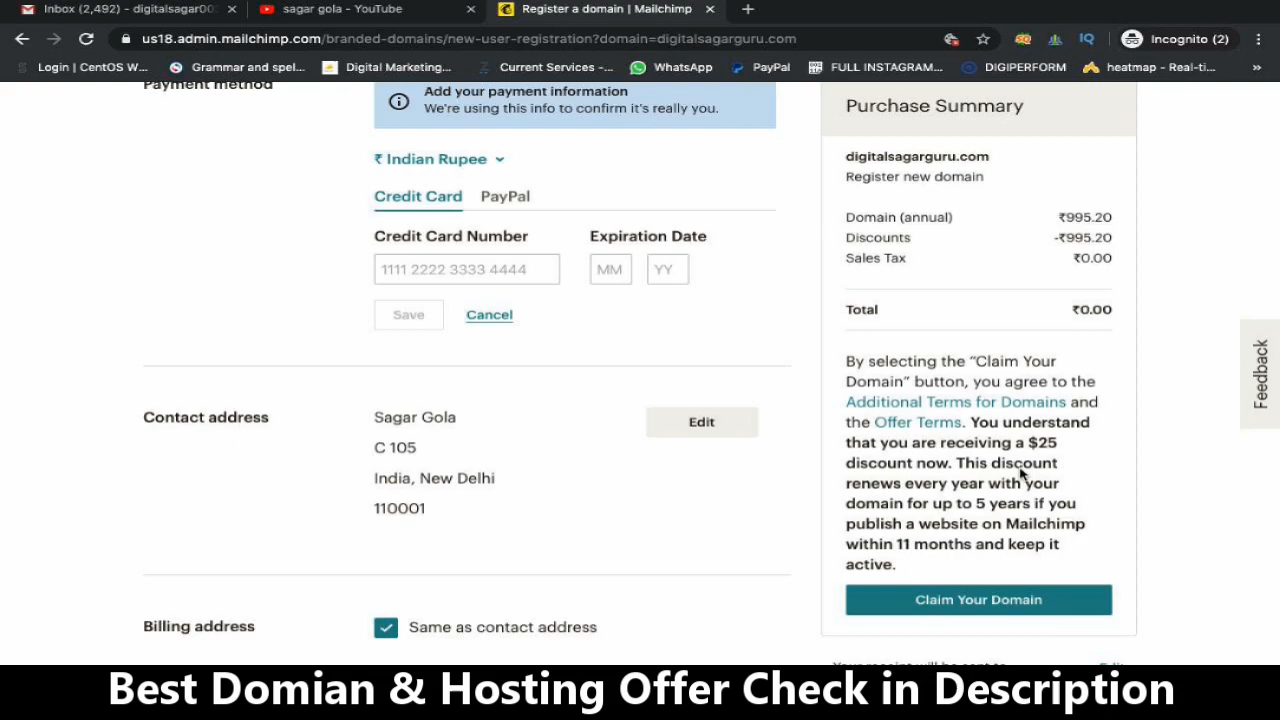 Inbox (2,492) - digitalsagar00
sagar gola - YouTube
Register a domain | Mailchimp
us18.admin.mailchimp.com/branded-domains/new-user-registration?domain=digitalsagarguru.com
Incognito (2)
Login | CentOS W...
Grammar and spel...
Digital Marketing...
Current Services -...
WhatsApp
PayPal
FULL INSTAGRAM...
DIGIPERFORM
heatmap - Real-ti...
»
Payment method
Add your payment information
We're using this info to confirm it's really you.
₹ Indian Rupee
Credit Card
PayPal
Credit Card Number
Expiration Date
1111 2222 3333 4444
MM
YY
Save
Cancel
Contact address
Sagar Gola
C 105
India, New Delhi
110001
Edit
Billing address
Same as contact address
Purchase Summary
digitalsagarguru.com
Register new domain
Domain (annual) ₹995.20
Discounts -₹995.20
Sales Tax ₹0.00
Total ₹0.00
By selecting the “Claim Your
Domain” button, you agree to the
Additional Terms for Domains and
the Offer Terms. You understand
that you are receiving a $25
discount now. This discount
renews every year with your
domain for up to 5 years if you
publish a website on Mailchimp
within 11 months and keep it
active.
Claim Your Domain
Feedback
Your receipt will be sent to
Edit
Best Domian & Hosting Offer Check in Description